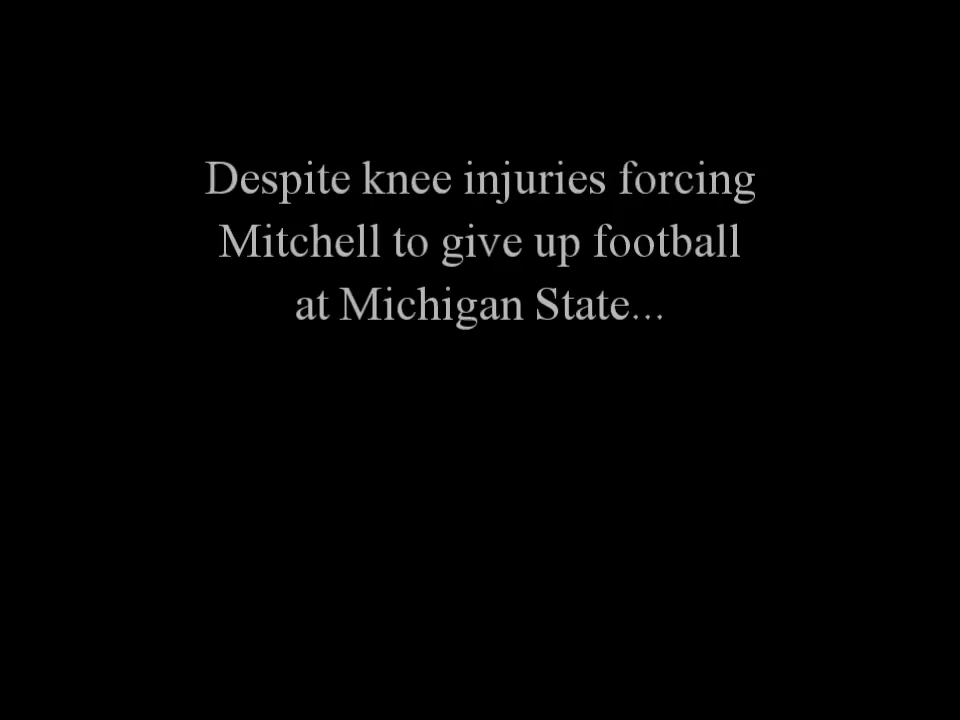 Despite knee injuries forcing
Mitchell to give up football
at Michigan State...